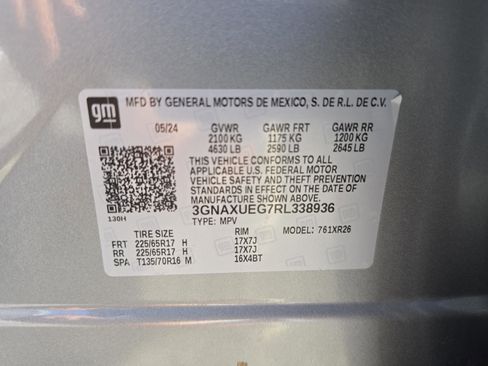 gm
MFD BY GENERAL MOTORS DE MEXICO, S. DE R.L. DE C.V.
05/24 GVWR GAWR FRT GAWR RR
2100 KG 1175 KG 1200 KG
4630 LB 2590 LB 2645 LB
THIS VEHICLE CONFORMS TO ALL
APPLICABLE U.S. FEDERAL MOTOR
VEHICLE SAFETY STANDARDS
IN EFFECT ON THE DATE OF
MANUFACTURE SHOWN ABOVE.
3GNAXUEG7RL338936
130H TYPE: MPV MODEL: 761XR26
TIRE SIZE RIM
FRT 225/65R17 H 17X7J
RR 225/65R17 H 17X7J
SPA T135/70R16 M 16X4BT